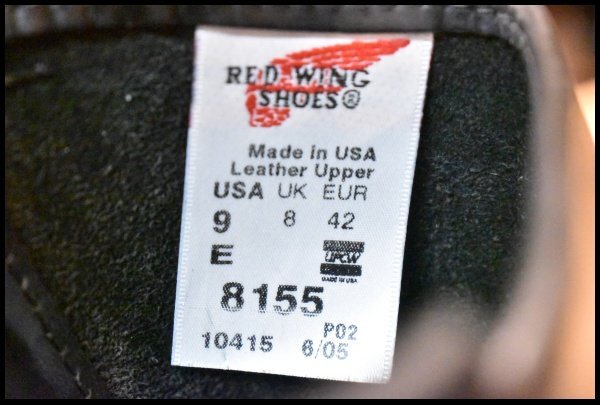 RED WING
SHOES®
Made in USA
Leather Upper
USA UK EUR
9 8 42
E UPCW
MADE IN USA
8155
P02
10415 6/05